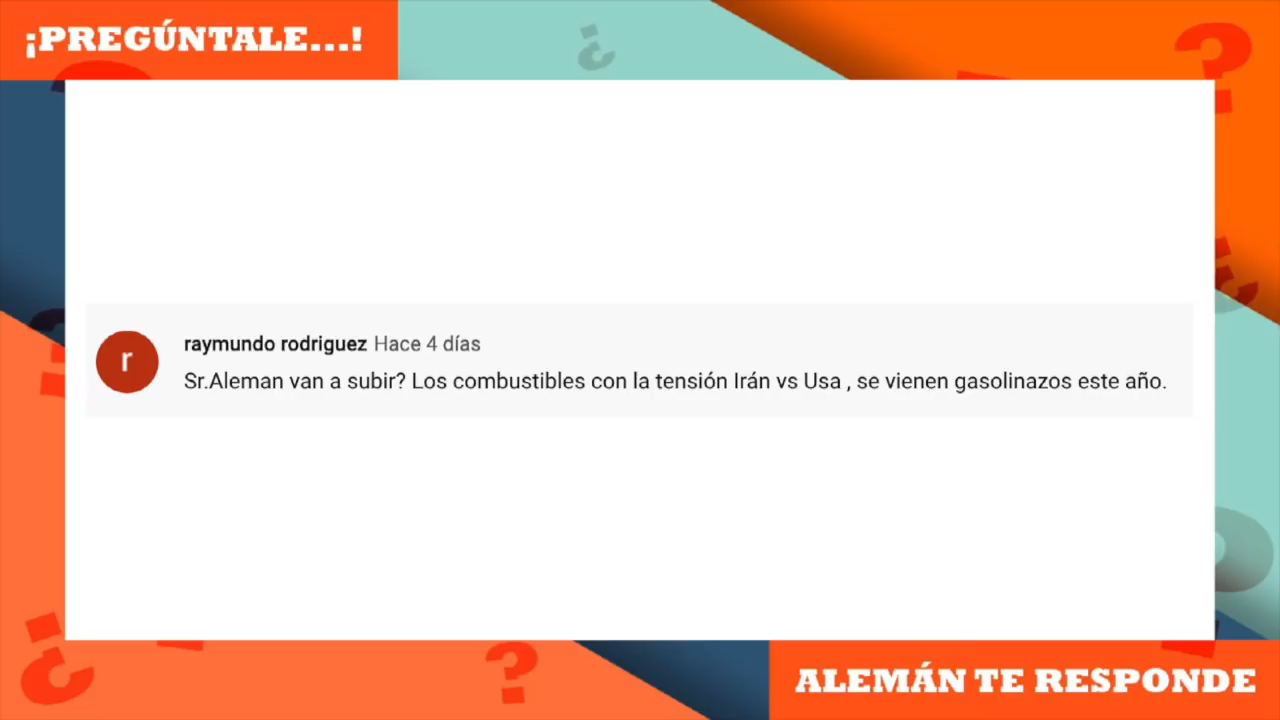 ¡PREGÚNTALE...!
r
raymundo rodriguez Hace 4 días
Sr.Aleman van a subir? Los combustibles con la tensión Irán vs Usa , se vienen gasolinazos este año.
ALEMÁN TE RESPONDE